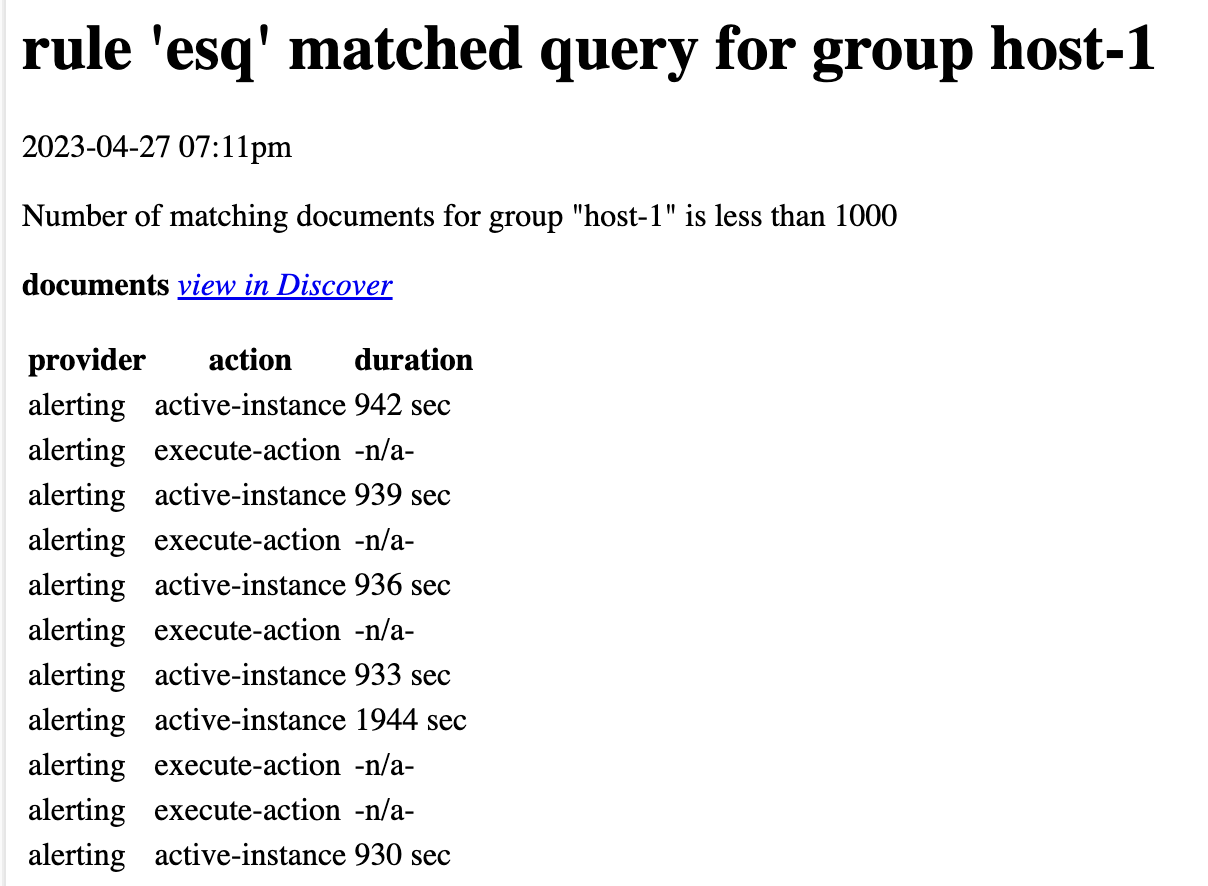 rule 'esq' matched query for group host-1
2023-04-27 07:11pm
Number of matching documents for group "host-1" is less than 1000
documents view in Discover
provider action duration
alerting active-instance 942 sec
alerting execute-action -n/a-
alerting active-instance 939 sec
alerting execute-action -n/a-
alerting active-instance 936 sec
alerting execute-action -n/a-
alerting active-instance 933 sec
alerting active-instance 1944 sec
alerting execute-action -n/a-
alerting execute-action -n/a-
alerting active-instance 930 sec